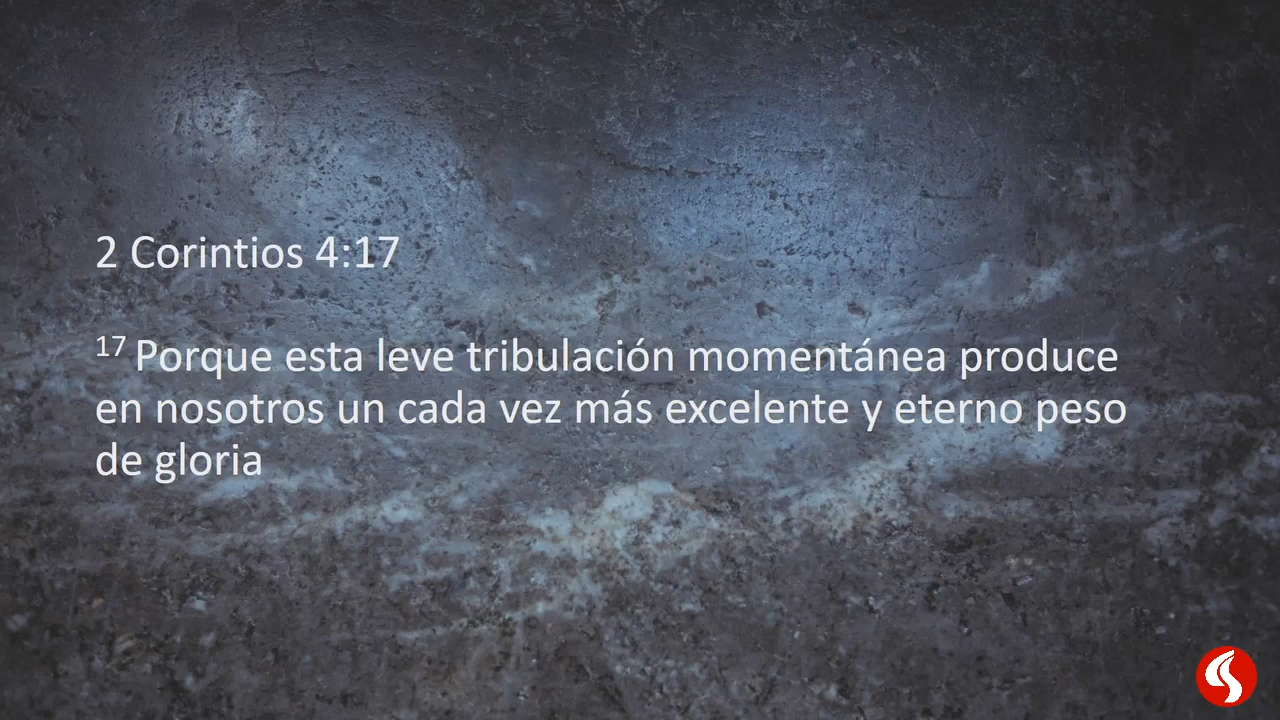 2 Corintios 4:17
17 Porque esta leve tribulación momentánea produce
en nosotros un cada vez más excelente y eterno peso
de gloria